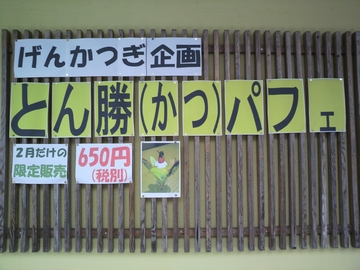 げんかつぎ企画
とん勝(かつ)パフェ
2月だけの
限定販売
650円
(税別)